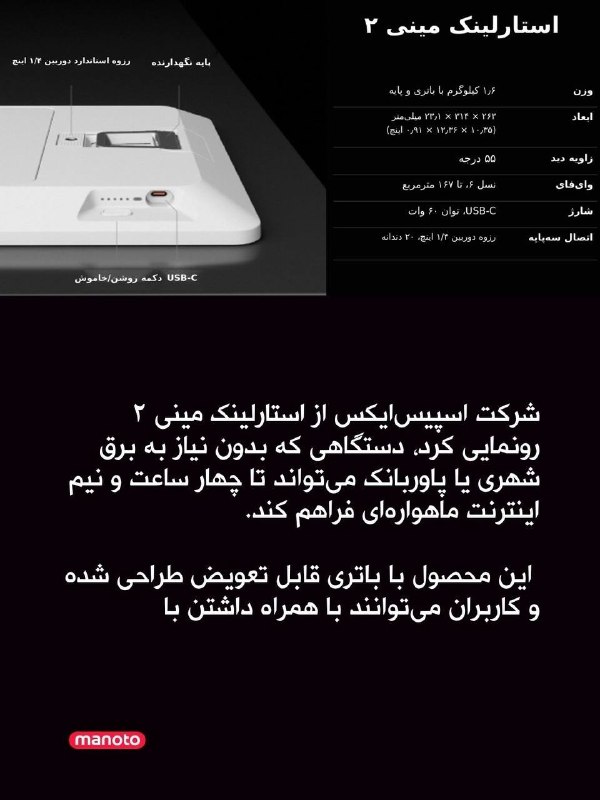 استارلینک مینی ۲
پایه نگهدارنده
رزوه استاندارد دوربین ۱/۴ اینچ
وزن
۱٫۶ کیلوگرم با باتری و پایه
ابعاد
۲۶۲ × ۳۱۴ × ۲۳٫۱ میلی‌متر
(۱۰٫۳۵ × ۱۲٫۳۶ × ۰٫۹۱ اینچ)
زاویه دید
۵۵ درجه
وای‌فای
نسل ۶، تا ۱۶۷ مترمربع
شارژ
USB-C، توان ۶۰ وات
اتصال سه‌پایه
رزوه دوربین ۱/۴ اینچ، ۲۰ دندانه
USB-C
دکمه روشن/خاموش
شرکت اسپیس‌ایکس از استارلینک مینی ۲
رونمایی کرد، دستگاهی که بدون نیاز به برق
شهری یا پاوربانک می‌تواند تا چهار ساعت و نیم
اینترنت ماهواره‌ای فراهم کند.
این محصول با باتری قابل تعویض طراحی شده
و کاربران می‌توانند با همراه داشتن با
manoto